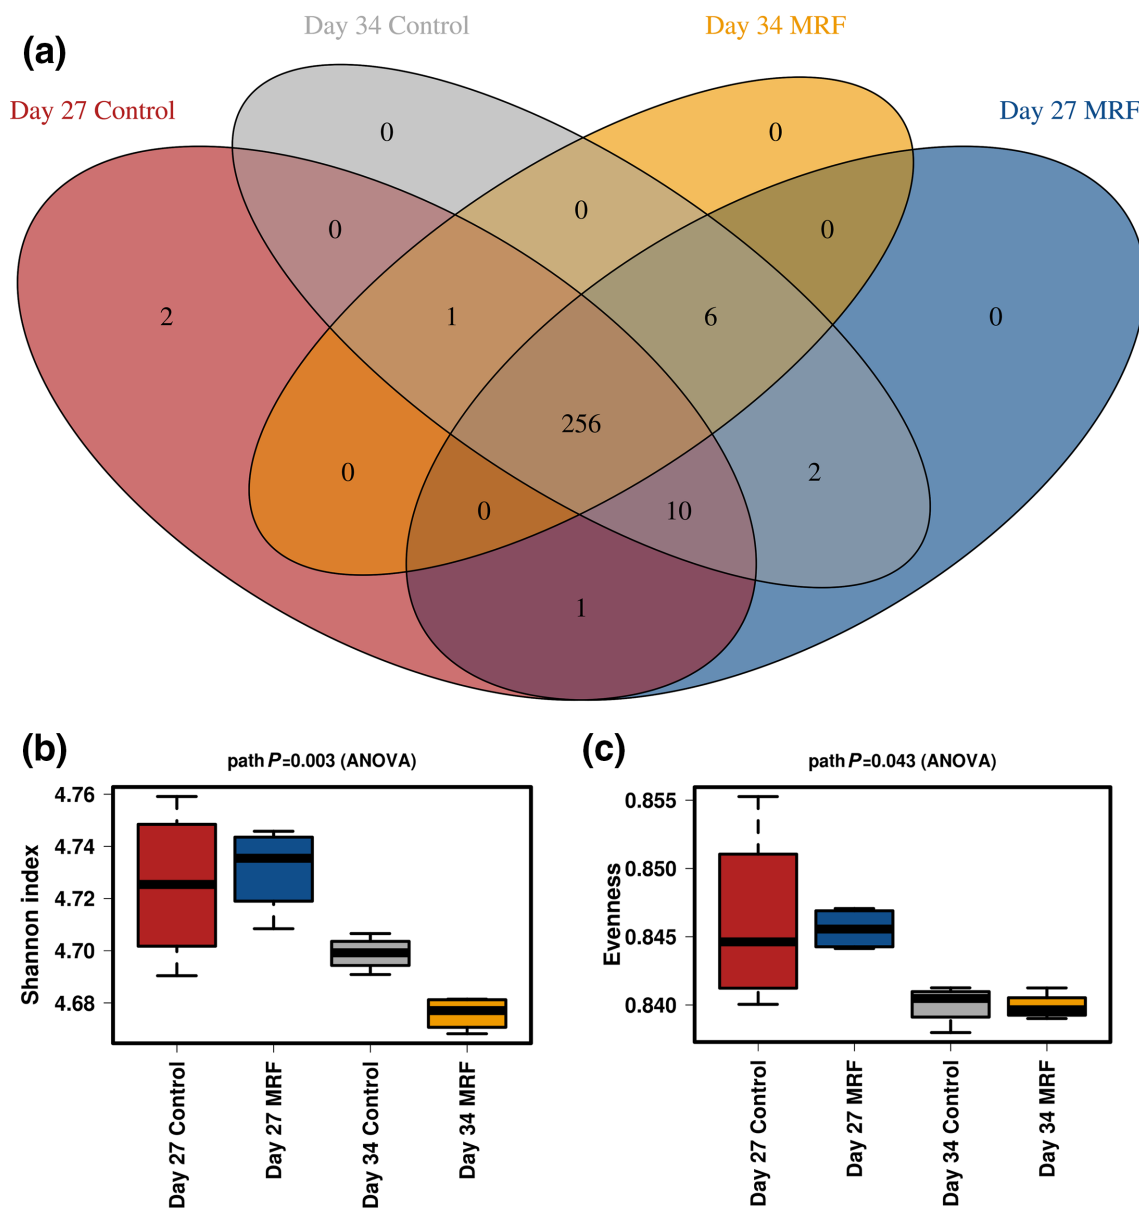 (a)
Day 34 Control
Day 34 MRF
Day 27 Control
Day 27 MRF
0
0
0
0
0
2
1
6
0
256
0
2
0
10
1
(b)
path P=0.003 (ANOVA)
Shannon index
4.76
4.74
4.72
4.70
4.68
Day 27 Control
Day 27 MRF
Day 34 Control
Day 34 MRF
(c)
path P=0.043 (ANOVA)
Evenness
0.855
0.850
0.845
0.840
Day 27 Control
Day 27 MRF
Day 34 Control
Day 34 MRF